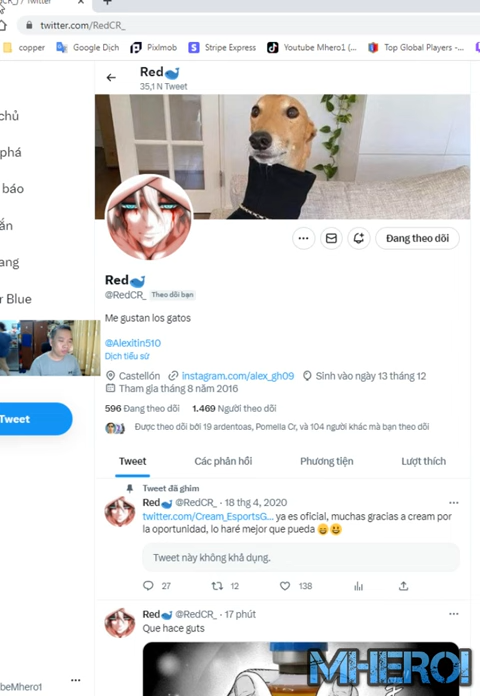 / Twitter
twitter.com/RedCR_
copper
Google Dịch
Pixlmob
Stripe Express
Youtube Mhero1 (...
Top Global Players -...
Red
35,1 N Tweet
chủ
phá
báo
ắn
ang
r Blue
Tweet
Đang theo dõi
Red
@RedCR_ Theo dõi bạn
Me gustan los gatos
@Alexitin510
Dịch tiểu sử
Castellón instagram.com/alex_gh09 Sinh vào ngày 13 tháng 12
Tham gia tháng 8 năm 2016
596 Đang theo dõi 1.469 Người theo dõi
Được theo dõi bởi 19 ardentoas, Pomelia Cr, và 104 người khác mà bạn theo dõi
Tweet Các phản hồi Phương tiện Lượt thích
Tweet đã ghim
Red @RedCR_ · 18 thg 4, 2020
twitter.com/Cream_EsportsG... ya es oficial, muchas gracias a cream por
la oportunidad, lo haré mejor que pueda
Tweet này không khả dụng.
27 12 138
Red @RedCR_ · 17 phút
Que hace guts
beMhero1
MHERO!